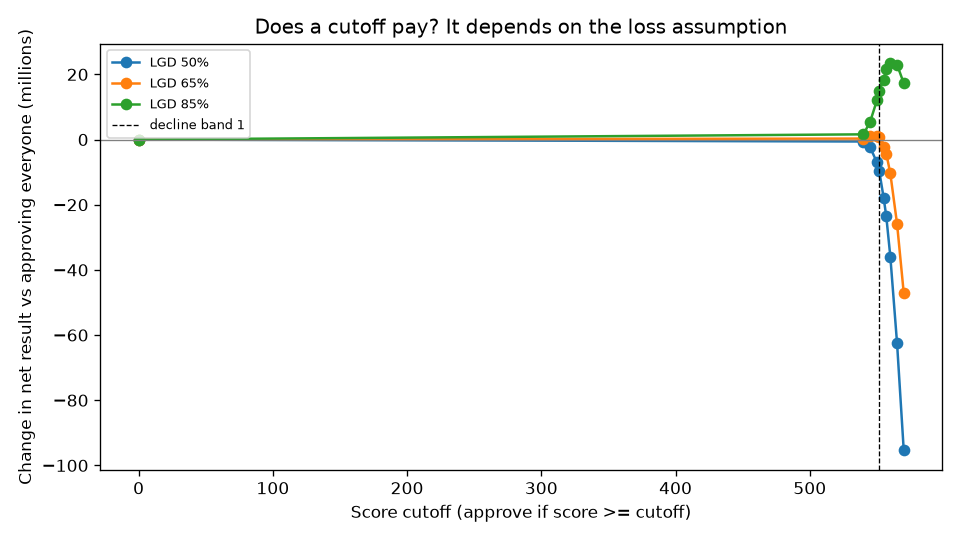 Does a cutoff pay? It depends on the loss assumption
Change in net result vs approving everyone (millions)
20
0
−20
−40
−60
−80
−100
LGD 50%
LGD 65%
LGD 85%
decline band 1
0 100 200 300 400 500
Score cutoff (approve if score >= cutoff)